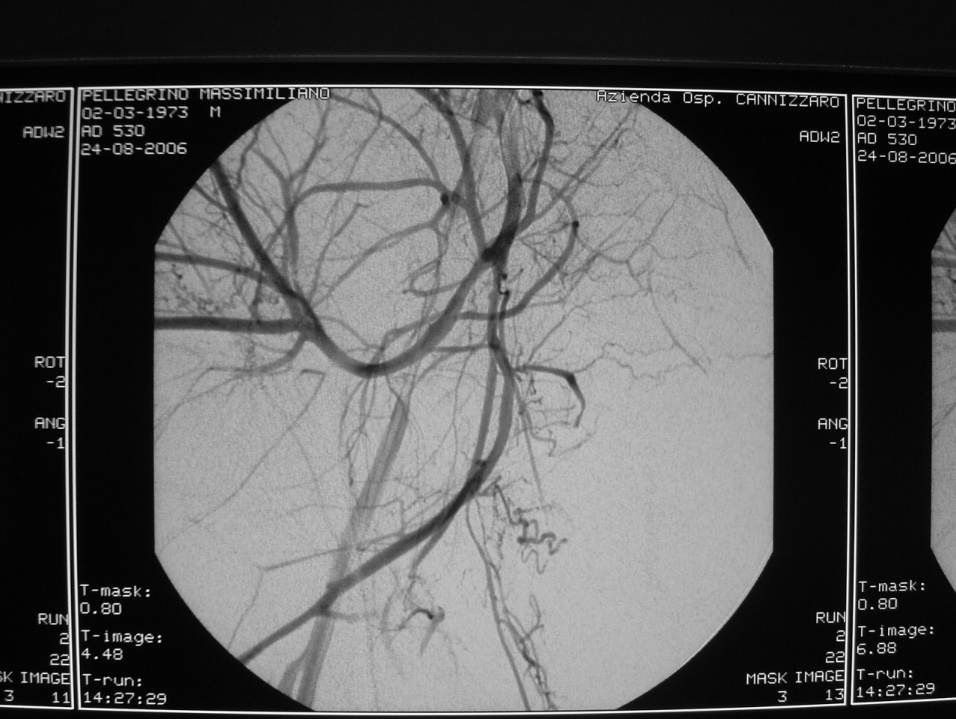 NIZZARO
ADW2
ROT
-2
ANG
-1
RUN
2
22
SK IMAGE
3 11
PELLEGRINO MASSIMILIANO
02-03-1973 M
AD 530
24-08-2006
Azienda Osp. CANNIZZARO
ADW2
ROT
-2
ANG
-1
T-mask:
0.80
T-image:
4.48
T-run:
14:27:29
RUN
2
22
MASK IMAGE
3 13
PELLEGRINO
02-03-1973
AD 530
24-08-2006
T-mask:
0.80
T-image:
6.88
T-run:
14:27:29